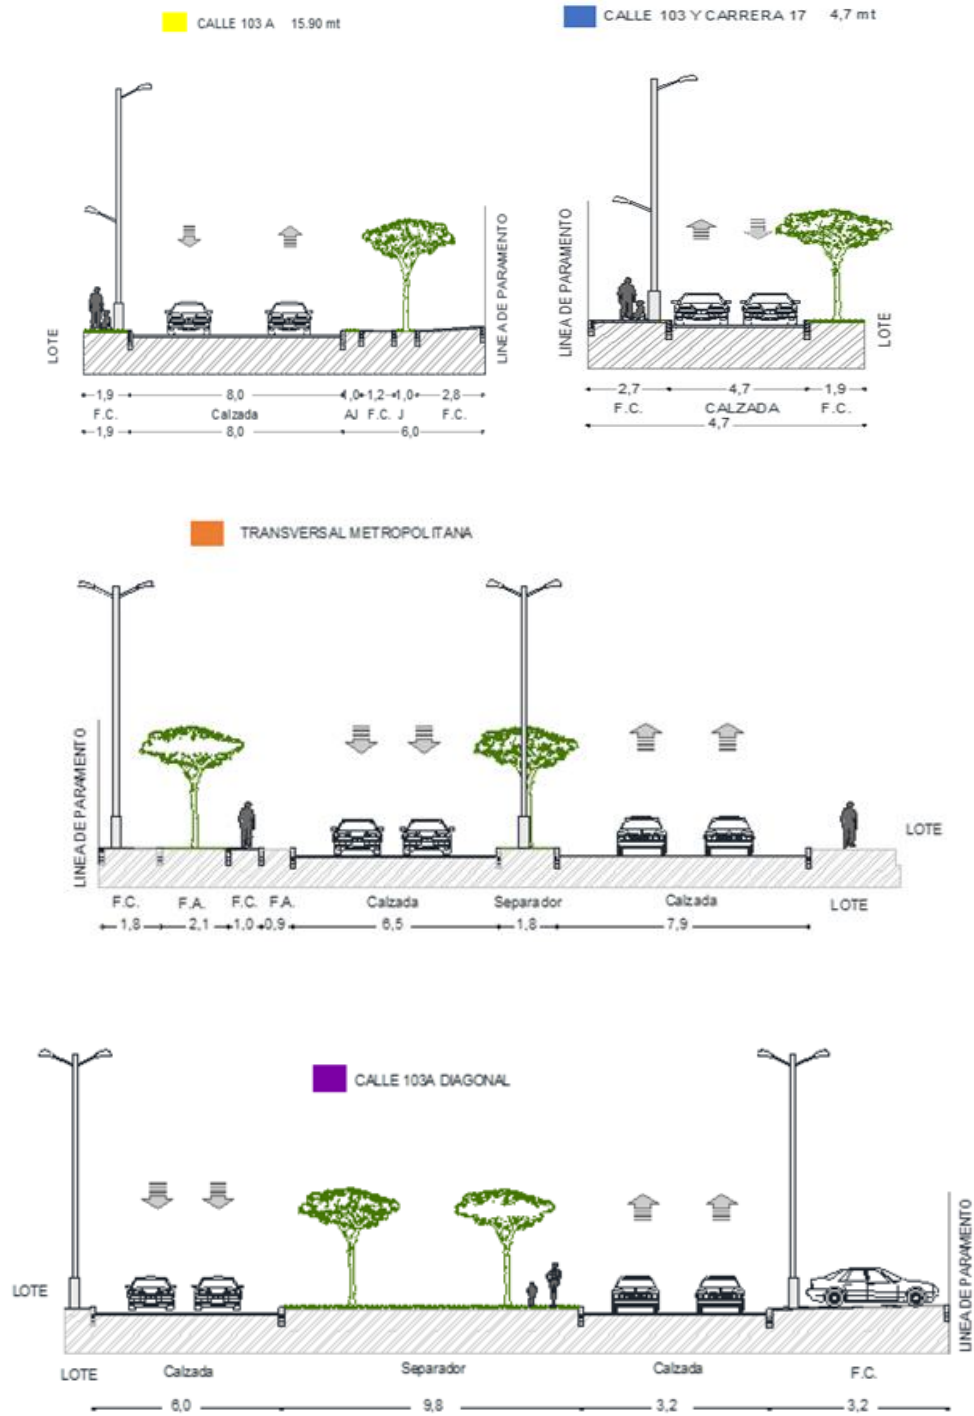 CALLE 103 A 15.90 mt
CALLE 103 Y CARRERA 17 4,7 mt
LOTE
LINEA DE PARAMENTO
1,9 8,0 1,0 1,2 1,0 2,8
F.C. Calzada AJ F.C. J F.C.
1,9 8,0 6,0
LINEA DE PARAMENTO
LOTE
2,7 4,7 1,9
F.C. CALZADA F.C.
4,7
TRANSVERSAL METROPOLITANA
LINEA DE PARAMENTO
LOTE
F.C. F.A. F.C. F.A. Calzada Separador Calzada LOTE
1,8 2,1 1,0 0,9 6,5 1,8 7,9
CALLE 103A DIAGONAL
LOTE
LINEA DE PARAMENTO
LOTE Calzada Separador Calzada F.C.
6,0 9,8 3,2 3,2